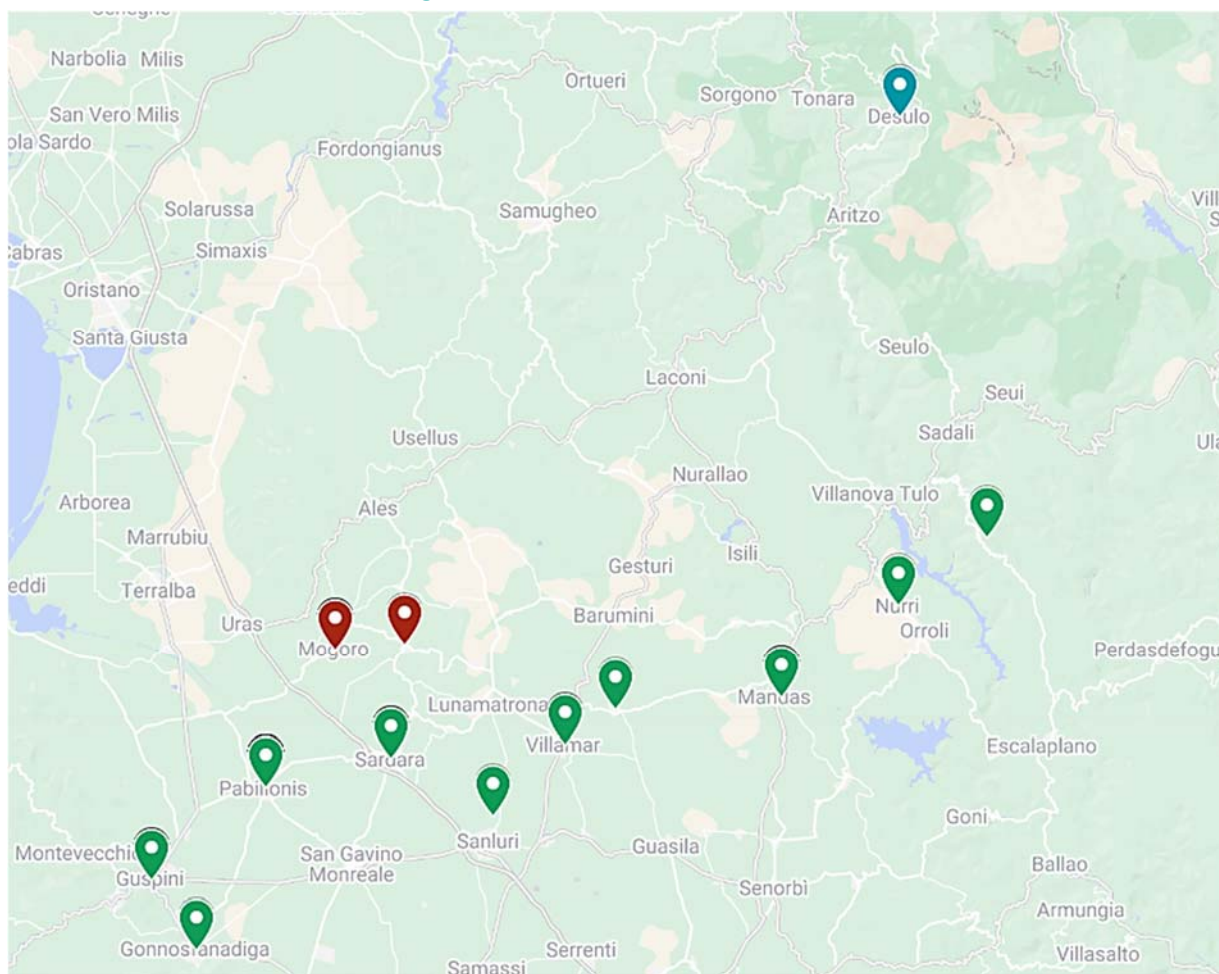 Narbolia
Milis
Ortueri
Sorgono
Tonara
Desulo
San Vero Milis
Fordongianus
Solarussa
Samugheo
Aritzo
Simaxis
Cabras
Oristano
Santa Giusta
Seulo
Laconi
Seui
Sadali
Usellus
Nurallao
Villanova Tulo
Arborea
Ales
Marrubiu
Isili
Gesturi
Terralba
Nurri
Uras
Barumini
Orroli
Mogoro
Perdasdefogu
Mandas
Lunamatrona
Villamar
Escalaplano
Sardara
Pabillonis
Goni
Sanluri
Guasila
Montevecchio
San Gavino
Monreale
Ballao
Guspini
Senorbì
Armungia
Gonnosfanadiga
Serrenti
Villasalto
Samassi